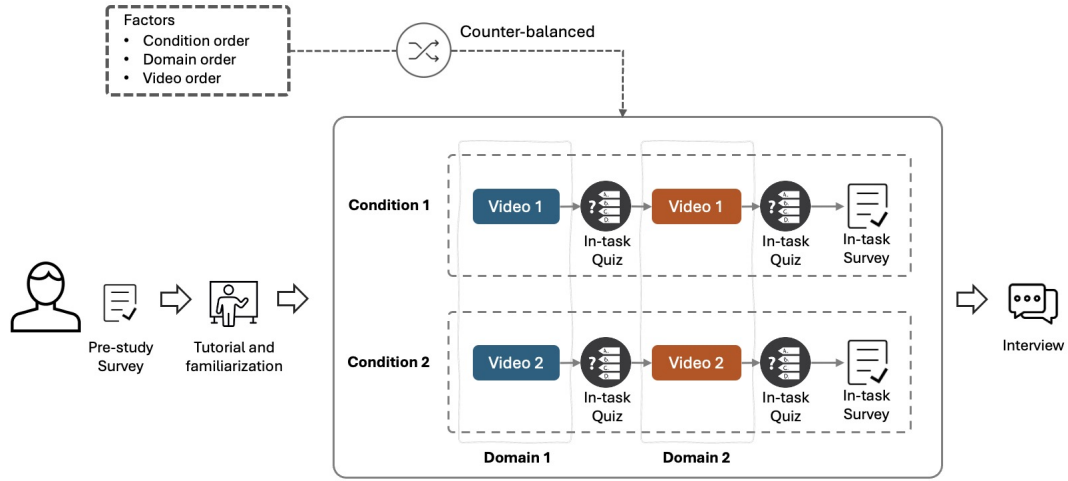 Factors
• Condition order
• Domain order
• Video order
Counter-balanced
Condition 1
Video 1
?
A.
B.
C.
D.
In-task
Quiz
Video 1
?
A.
B.
C.
D.
In-task
Quiz
In-task
Survey
Pre-study
Survey
Tutorial and
familiarization
Condition 2
Video 2
?
A.
B.
C.
D.
In-task
Quiz
Video 2
?
A.
B.
C.
D.
In-task
Quiz
In-task
Survey
Domain 1
Domain 2
Interview